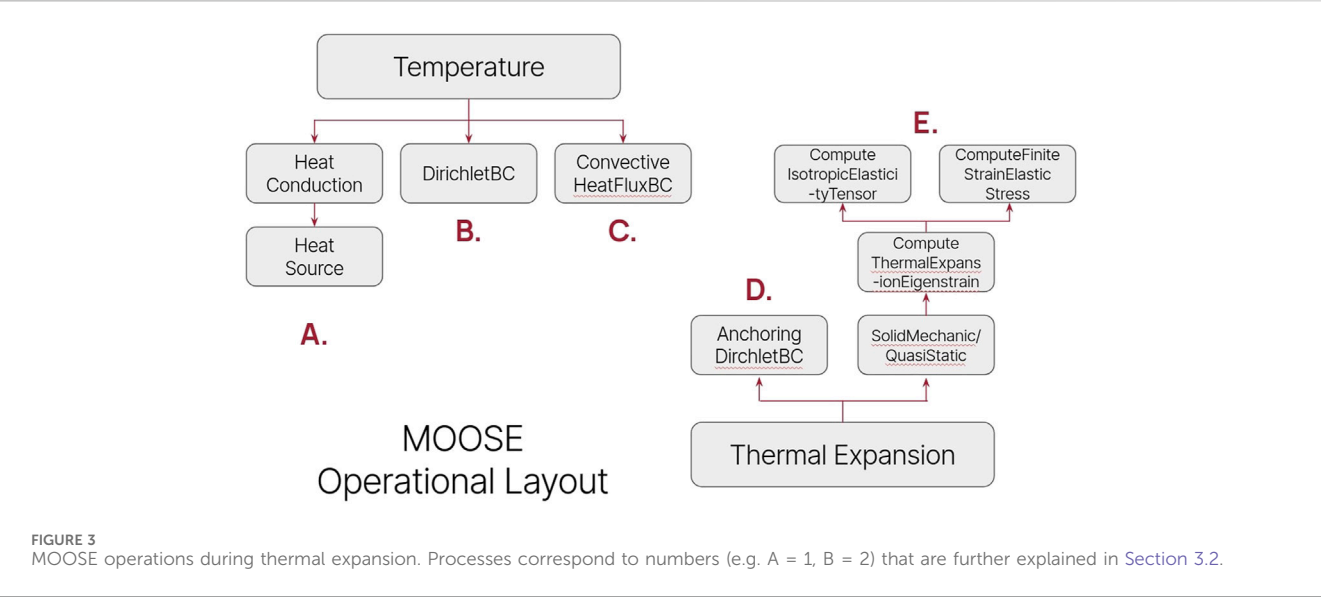 Temperature
Heat
Conduction
DirichletBC
Convective
HeatFluxBC
Heat
Source
A.
B.
C.
E.
Compute
IsotropicElastici
-tyTensor
ComputeFinite
StrainElastic
Stress
Compute
ThermalExpans
-ionEigenstrain
D.
Anchoring
DirchletBC
SolidMechanic/
QuasiStatic
Thermal Expansion
MOOSE
Operational Layout
FIGURE 3
MOOSE operations during thermal expansion. Processes correspond to numbers (e.g. A = 1, B = 2) that are further explained in Section 3.2.